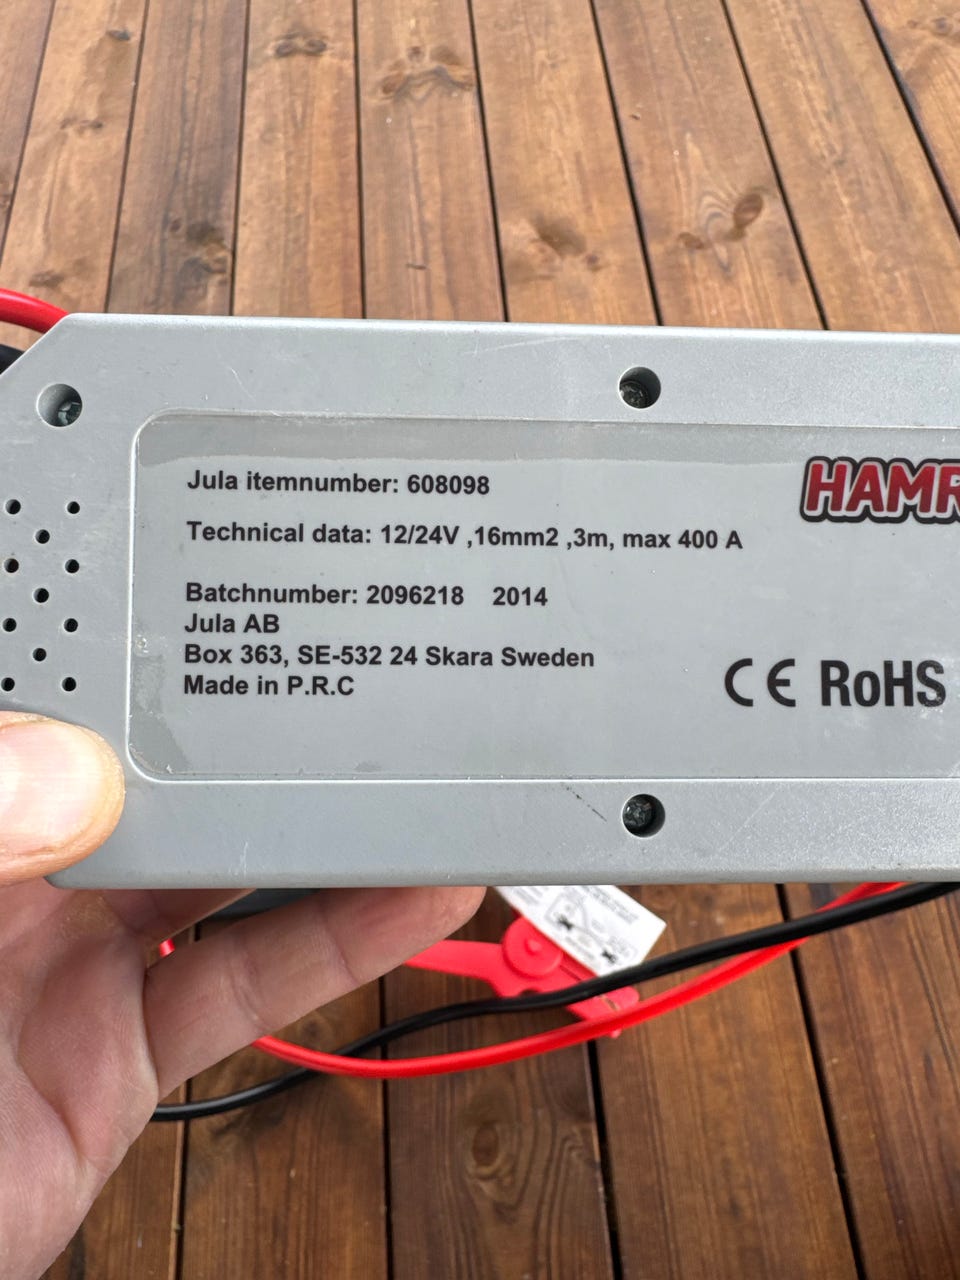 Jula itemnumber: 608098
HAMR
Technical data: 12/24V ,16mm2 ,3m, max 400 A
Batchnumber: 2096218 2014
Jula AB
Box 363, SE-532 24 Skara Sweden
Made in P.R.C
CE RoHS